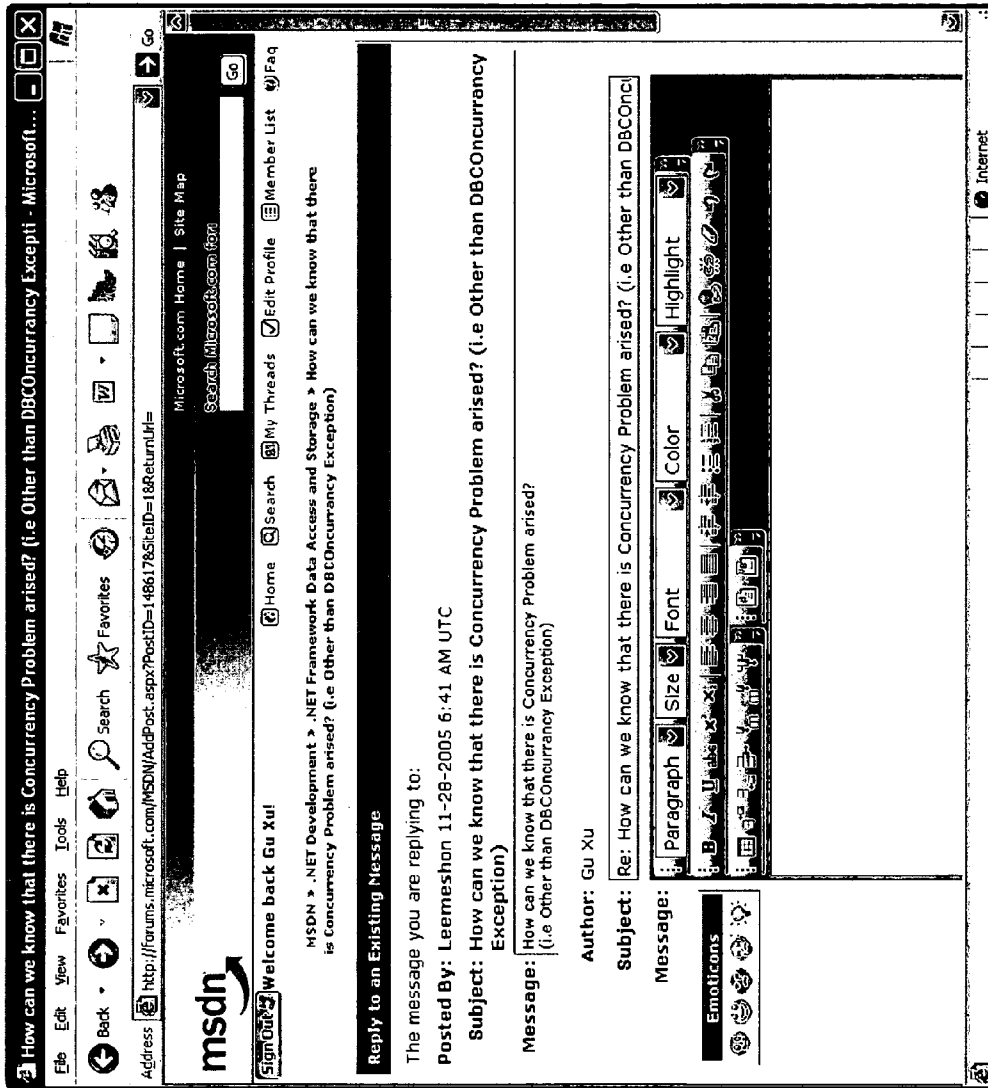 How can we know that there is Concurrency Problem arised? (i.e Other than DBCOncurrancy Excepti - Microsoft...
File Edit View Favorites Tools Help
Back Search Favorites
Address http://forums.microsoft.com/MSDN/AddPost.aspx?PostID=148617&SiteID=1&ReturnUrl= Go
Microsoft.com Home | Site Map
msdn
Search Microsoft.com for:
Go
Sign Out Welcome back Gu Xu!
Home Search My Threads Edit Profile Member List Faq
MSDN » .NET Development » .NET Framework Data Access and Storage » How can we know that there
is Concurrency Problem arised? (i.e Other than DBCOncurrancy Exception)
Reply to an Existing Message
The message you are replying to:
Posted By: Leemeshon 11-28-2005 6:41 AM UTC
Subject: How can we know that there is Concurrency Problem arised? (i.e Other than DBCOncurrancy
Exception)
Message: How can we know that there is Concurrency Problem arised?
(i.e Other than DBCOncurrancy Exception)
Author: Gu Xu
Subject: Re: How can we know that there is Concurrency Problem arised? (i.e Other than DBCOncu
Message:
Paragraph Size Font Color Highlight
B I U abc
Emoticons
Internet